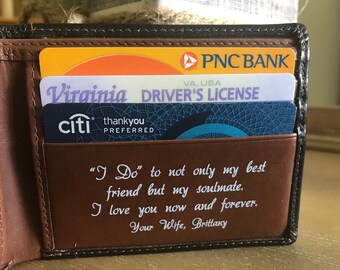 PNC BANK
VA, USA
Virginia DRIVER'S LICENSE
citi thankyou
PREFERRED
"I Do" to not only my best
friend but my soulmate.
I love you now and forever.
Your Wife, Brittany